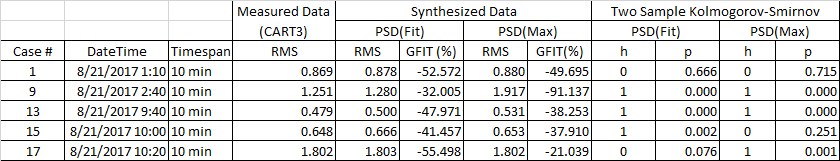 Measured Data Synthesized Data Two Sample Kolmogorov-Smirnov
(CART3) PSD(Fit) PSD(Max) PSD(Fit) PSD(Max)
Case # DateTime Timespan RMS RMS GFIT (%) RMS GFIT(%) h p h p
1 8/21/2017 1:10 10 min 0.869 0.878 -52.572 0.880 -49.695 0 0.666 0 0.715
9 8/21/2017 2:40 10 min 1.251 1.280 -32.005 1.917 -91.137 1 0.000 1 0.000
13 8/21/2017 9:40 10 min 0.479 0.500 -47.971 0.531 -38.253 1 0.000 1 0.000
15 8/21/2017 10:00 10 min 0.648 0.666 -41.457 0.653 -37.910 1 0.002 0 0.251
17 8/21/2017 10:20 10 min 1.802 1.803 -55.498 1.802 -21.039 0 0.076 1 0.001